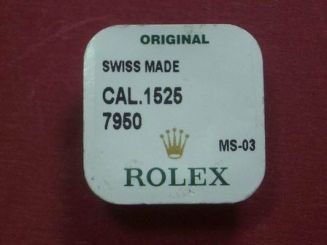 ORIGINAL
SWISS MADE
CAL.1525
7950
MS-03
ROLEX